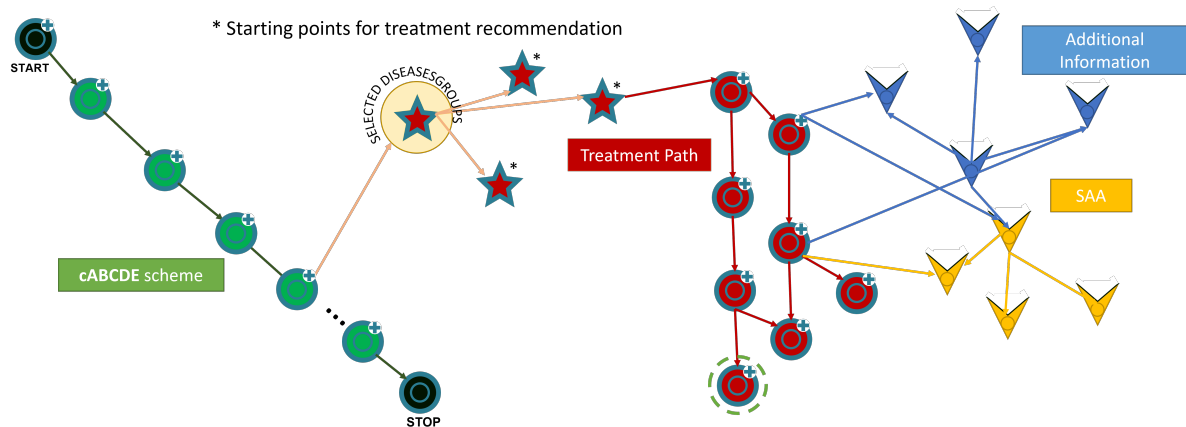 * Starting points for treatment recommendation
START
SELECTED DISEASESGROUPS
*
*
*
Additional
Information
Treatment Path
SAA
cABCDE scheme
STOP